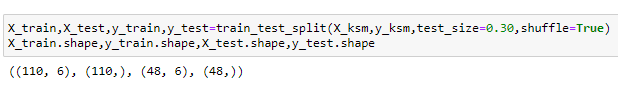 X_train,X_test,y_train,y_test=train_test_split(X_ksm,y_ksm,test_size=0.30,shuffle=True)
X_train.shape,y_train.shape,X_test.shape,y_test.shape
((110, 6), (110,), (48, 6), (48,))